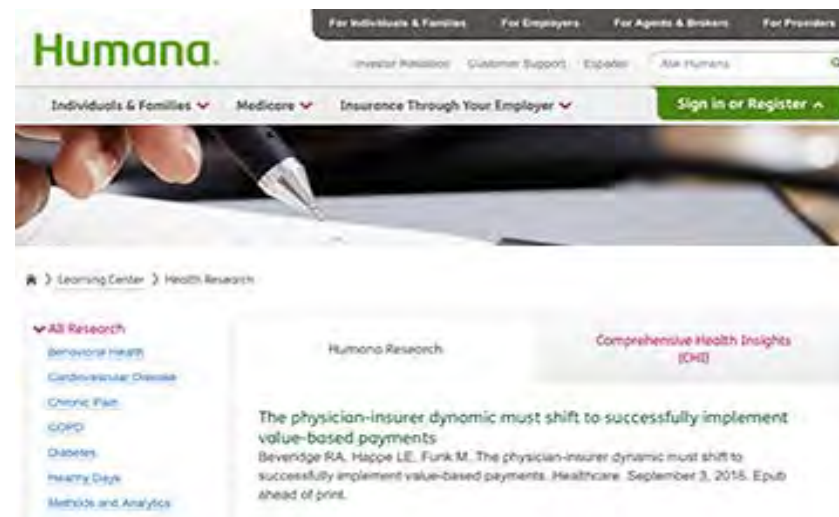 For Individuals & Families For Employers For Agents & Brokers For Providers
Humana.
Investor Relations Customer Support Español Ask Humana
Individuals & Families Medicare Insurance Through Your Employer Sign in or Register
Learning Center > Health Research
All Research
Behavioral Health
Cardiovascular Disease
Chronic Pain
COPD
Diabetes
Healthy Days
Methods and Analytics
Humana Research
Comprehensive Health Insights
(CHI)
The physician-insurer dynamic must shift to successfully implement
value-based payments
Beveridge RA, Happe LE, Funk M. The physician-insurer dynamic must shift to
successfully implement value-based payments. Healthcare. September 3, 2015. Epub
ahead of print.